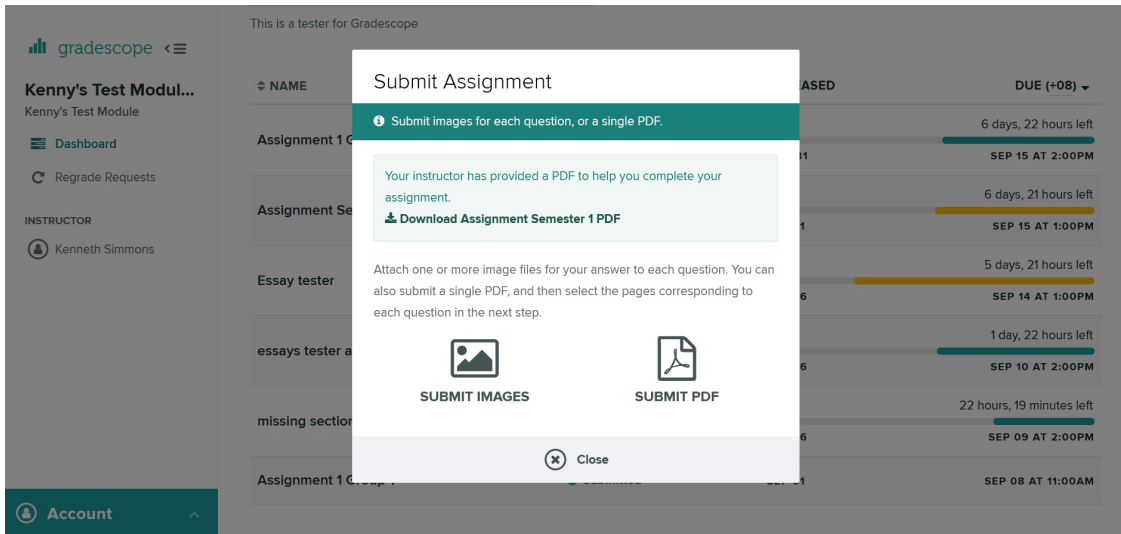 This is a tester for Gradescope
gradescope
Kenny's Test Modul...
Kenny's Test Module
Dashboard
Regrade Requests
INSTRUCTOR
Kenneth Simmons
Account
NAME
DUE (+08)
Assignment 1
6 days, 22 hours left
SEP 15 AT 2:00PM
Assignment
6 days, 21 hours left
SEP 15 AT 1:00PM
Essay tester
5 days, 21 hours left
SEP 14 AT 1:00PM
essays tester
1 day, 22 hours left
SEP 10 AT 2:00PM
missing section
22 hours, 19 minutes left
SEP 09 AT 2:00PM
Assignment 1
SEP 08 AT 11:00AM
Submit Assignment
Submit images for each question, or a single PDF.
Your instructor has provided a PDF to help you complete your
assignment.
Download Assignment Semester 1 PDF
Attach one or more image files for your answer to each question. You can
also submit a single PDF, and then select the pages corresponding to
each question in the next step.
SUBMIT IMAGES
SUBMIT PDF
Close